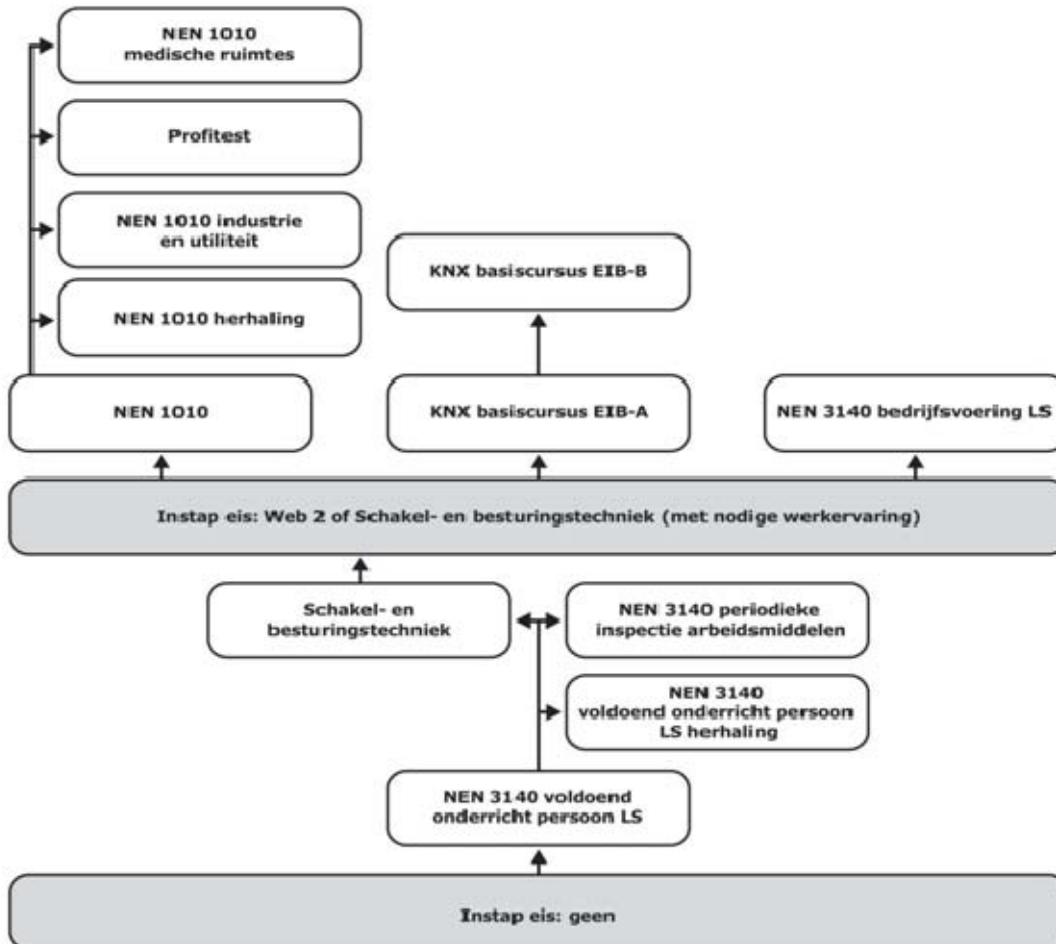 NEN 1010
medische ruimtes
Profitest
NEN 1010 industrie
en utiliteit
NEN 1010 herhaling
KNX basiscursus EIB-B
NEN 1010
KNX basiscursus EIB-A
NEN 3140 bedrijfsvoering LS
Instap eis: Web 2 of Schakel- en besturingstechniek (met nodige werkervaring)
Schakel- en
besturingstechniek
NEN 3140 periodieke
inspectie arbeidsmiddelen
NEN 3140
voldoend onderricht persoon
LS herhaling
NEN 3140 voldoend
onderricht persoon LS
Instap eis: geen